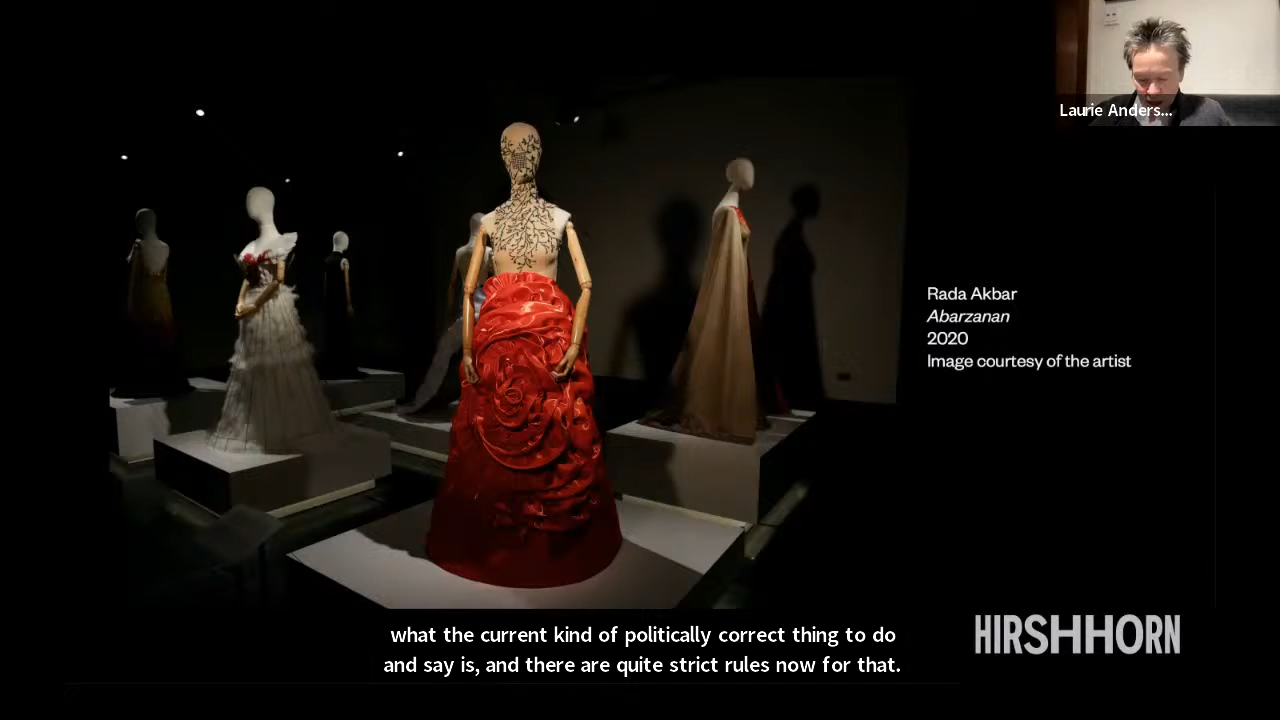 Laurie Anders...
Rada Akbar
Abarzanan
2020
Image courtesy of the artist
what the current kind of politically correct thing to do
and say is, and there are quite strict rules now for that.
HIRSHHORN